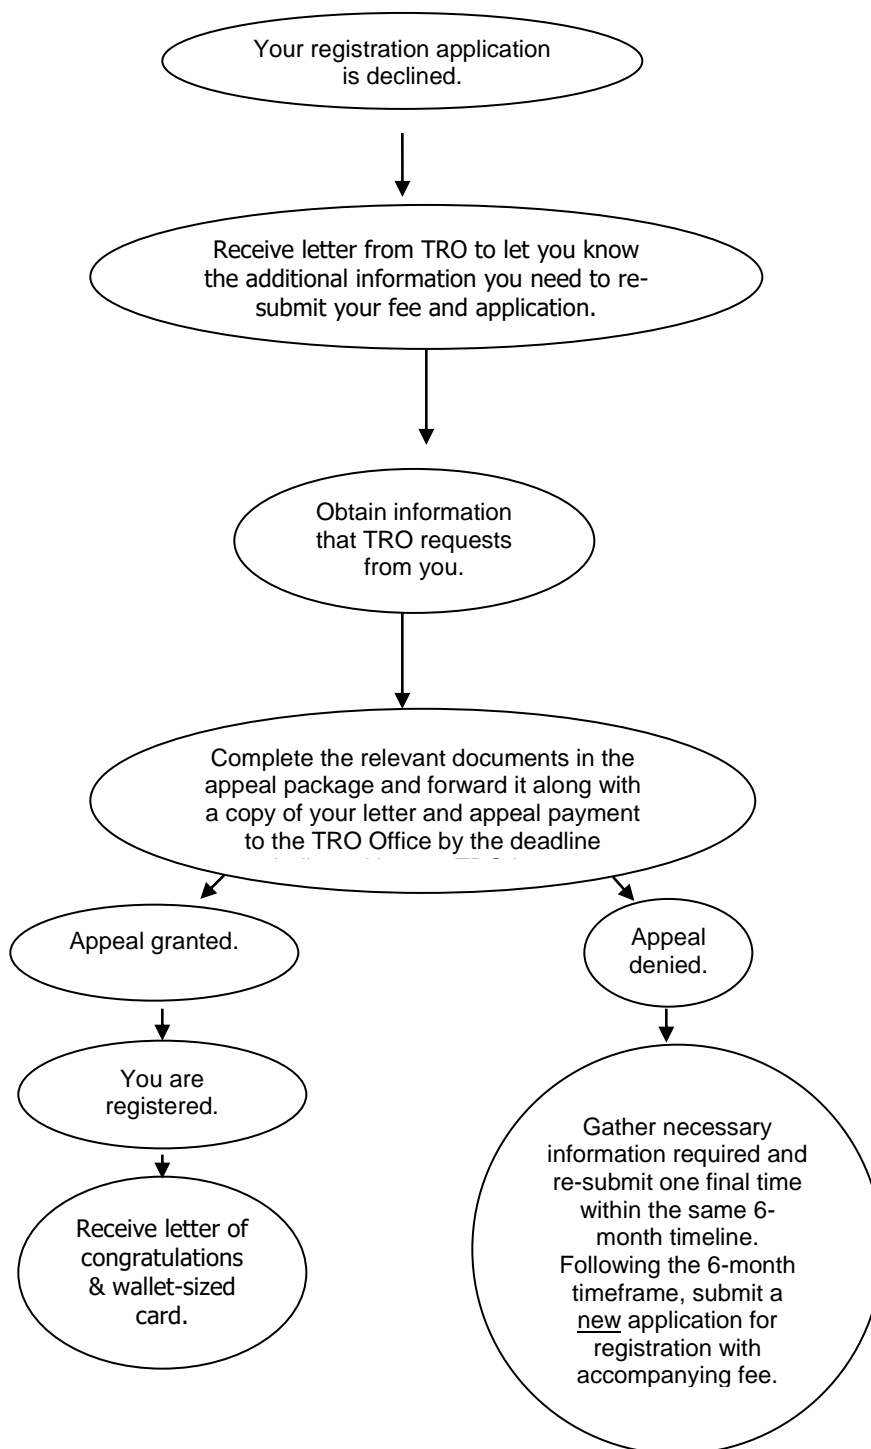 Your registration application
is declined.
Receive letter from TRO to let you know
the additional information you need to re-
submit your fee and application.
Obtain information
that TRO requests
from you.
Complete the relevant documents in the
appeal package and forward it along with
a copy of your letter and appeal payment
to the TRO Office by the deadline
Appeal granted.
Appeal
denied.
You are
registered.
Gather necessary
information required and
re-submit one final time
within the same 6-
month timeline.
Following the 6-month
timeframe, submit a
new application for
registration with
accompanying fee.
Receive letter of
congratulations
& wallet-sized
card.